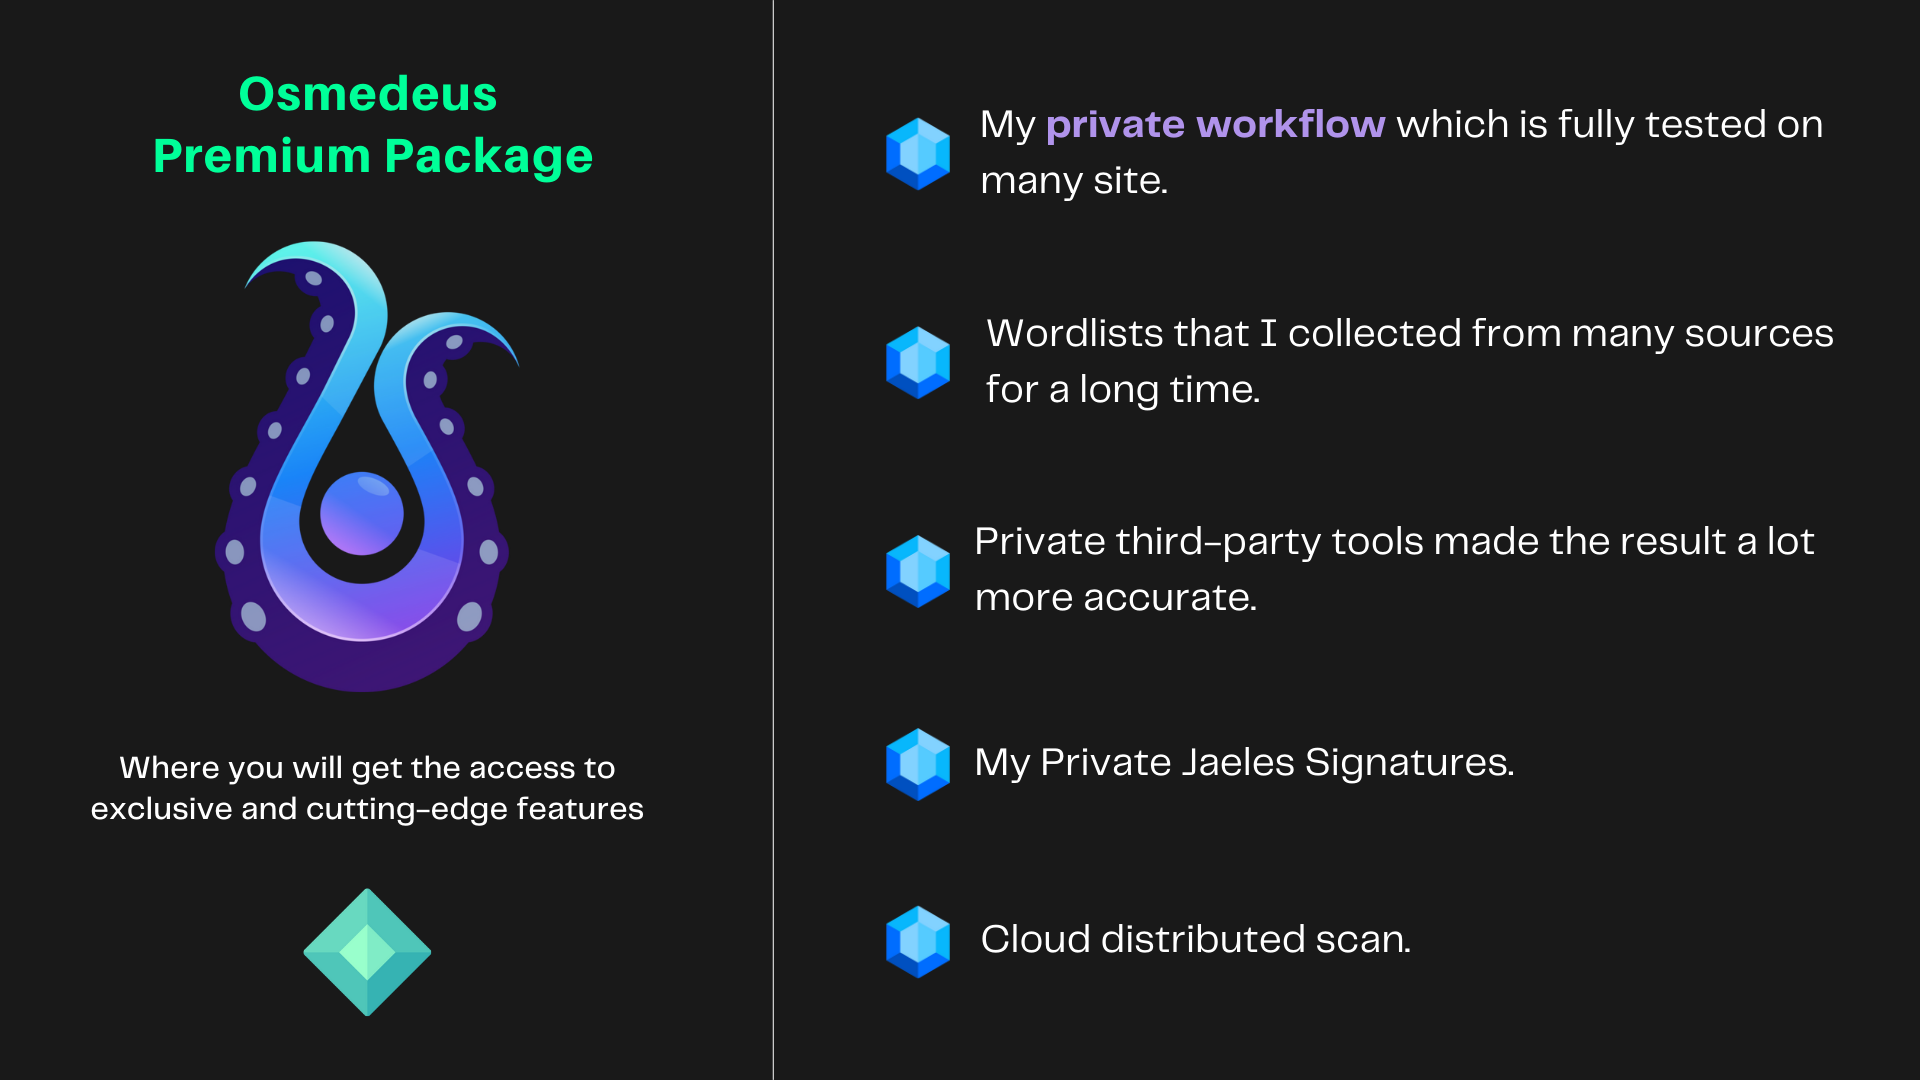 Osmedeus
Premium Package
Where you will get the access to
exclusive and cutting-edge features
My private workflow which is fully tested on
many site.
Wordlists that I collected from many sources
for a long time.
Private third-party tools made the result a lot
more accurate.
My Private Jaeles Signatures.
Cloud distributed scan.